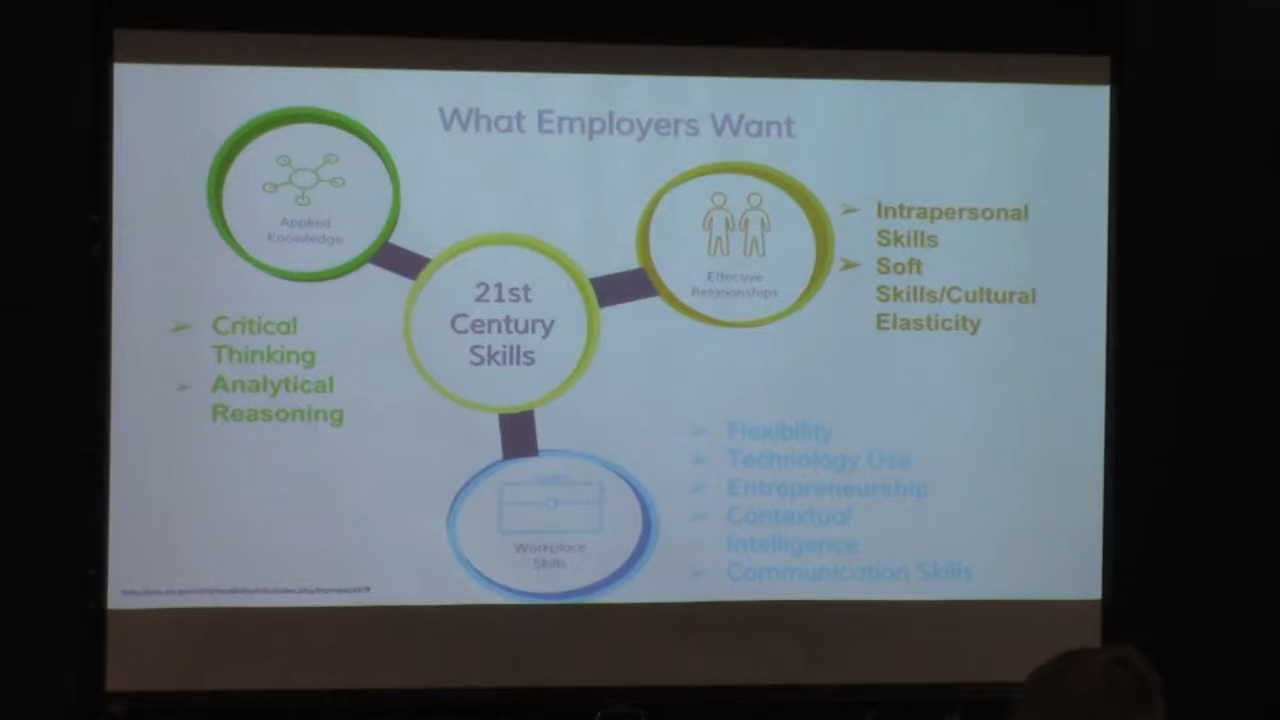 What Employers Want
Applied
Knowledge
Critical
Thinking
Analytical
Reasoning
21st
Century
Skills
Effective
Relationships
Intrapersonal
Skills
Soft
Skills/Cultural
Elasticity
Workplace
Skills
Flexibility
Technology Use
Entrepreneurship
Contextual
Intelligence
Communication Skills